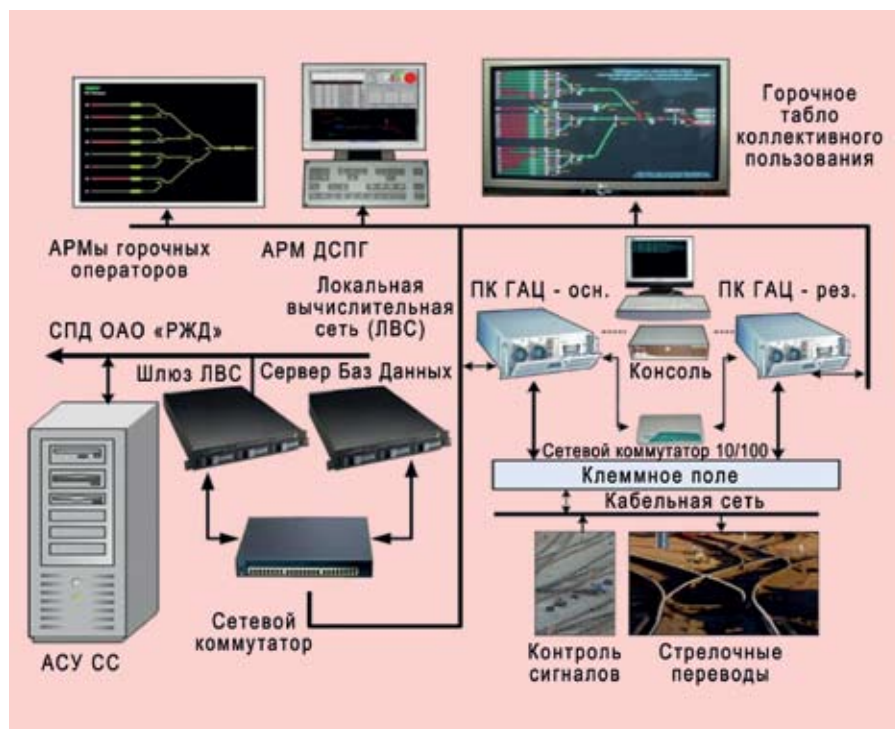 Горочное
табло
коллективного
пользования
АРМы горочных
операторов
АРМ ДСПГ
Локальная
вычислительная
сеть (ЛВС)
ПК ГАЦ - осн.
ПК ГАЦ - рез.
СПД ОАО «РЖД»
Шлюз ЛВС
Сервер Баз Данных
Консоль
Сетевой коммутатор 10/100
Клеммное поле
Кабельная сеть
Сетевой
коммутатор
АСУ СС
Контроль
сигналов
Стрелочные
переводы